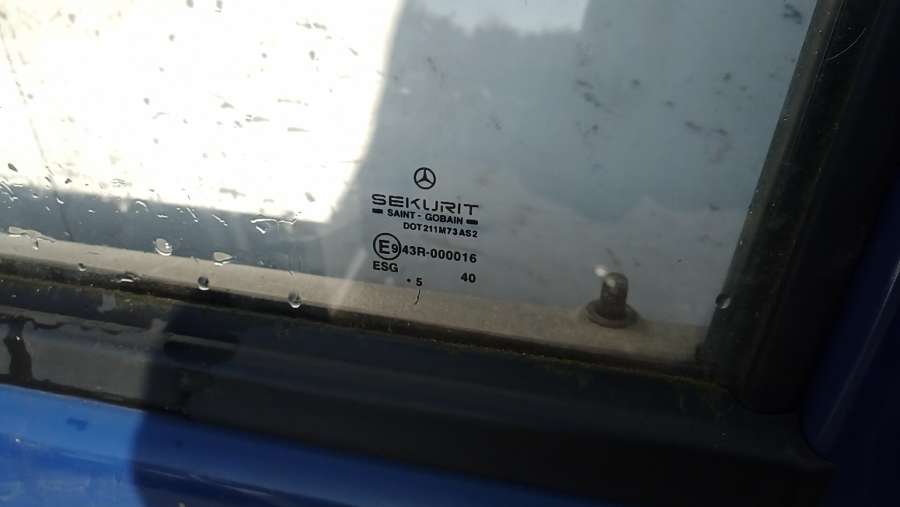 SEKURIT
SAINT - GOBAIN
DOT211M73AS2
E9 43R-000016
ESG 40
· 5